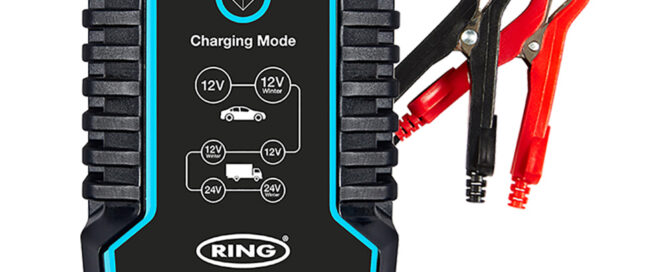 Charging Mode
12V 12V
Winter
12V
Winter
12V
24V 24V
Winter
RING®